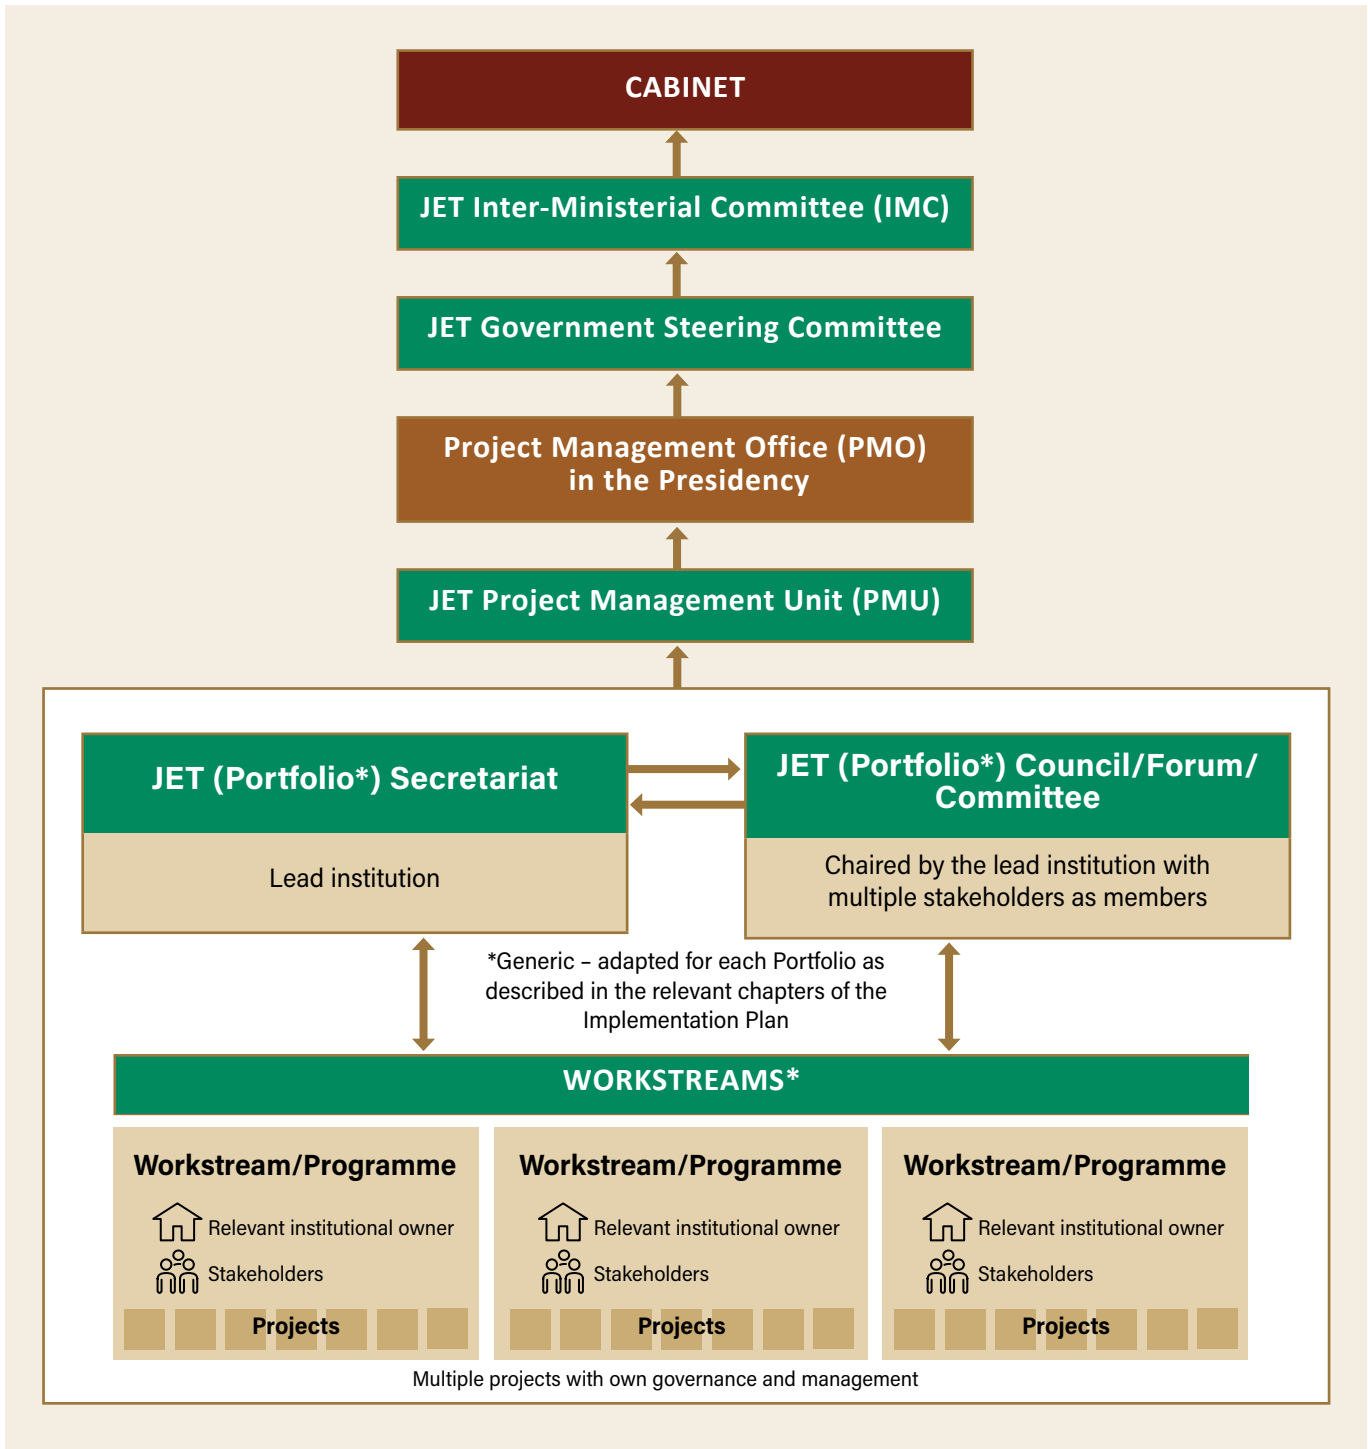 CABINET
JET Inter-Ministerial Committee (IMC)
JET Government Steering Committee
Project Management Office (PMO)
in the Presidency
JET Project Management Unit (PMU)
JET (Portfolio*) Secretariat
Lead institution
JET (Portfolio*) Council/Forum/
Committee
Chaired by the lead institution with
multiple stakeholders as members
*Generic – adapted for each Portfolio as
described in the relevant chapters of the
Implementation Plan
WORKSTREAMS*
Workstream/Programme
Relevant institutional owner
Stakeholders
Projects
Workstream/Programme
Relevant institutional owner
Stakeholders
Projects
Workstream/Programme
Relevant institutional owner
Stakeholders
Projects
Multiple projects with own governance and management